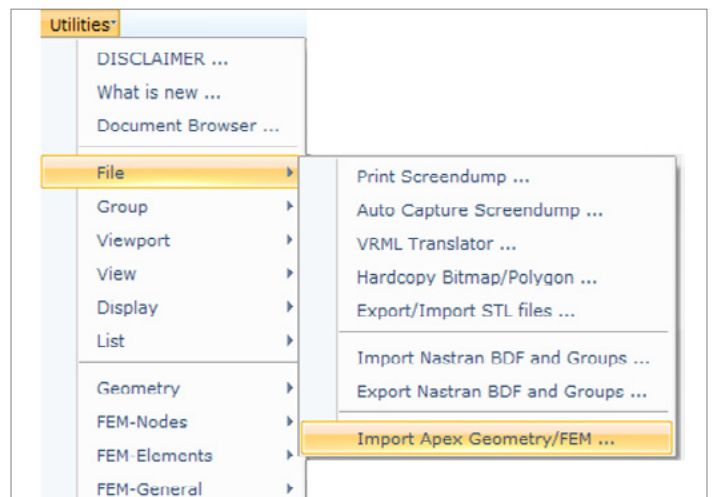 Utilities
DISCLAIMER ...
What is new ...
Document Browser ...
File
Group
Viewport
View
Display
List
Geometry
FEM-Nodes
FEM-Elements
FEM-General
Print Screendump ...
Auto Capture Screendump ...
VRML Translator ...
Hardcopy Bitmap/Polygon ...
Export/Import STL files ...
Import Nastran BDF and Groups ...
Export Nastran BDF and Groups ...
Import Apex Geometry/FEM ...